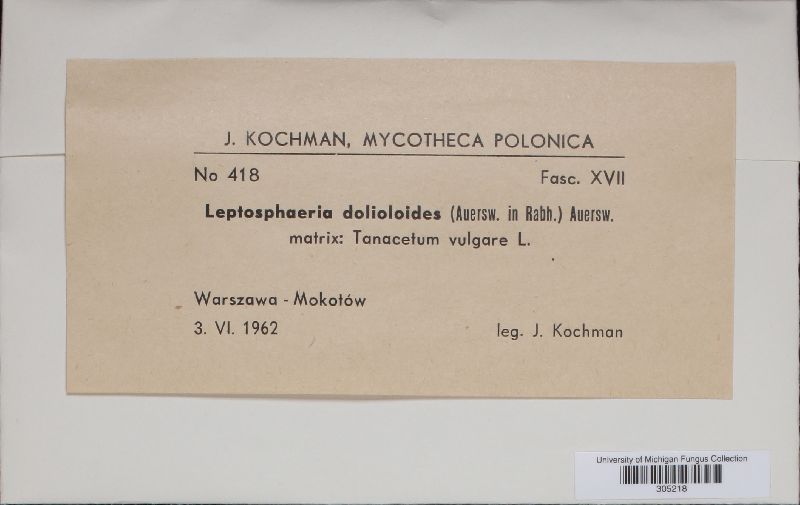 J. KOCHMAN, MYCOTHECA POLONICA
No 418 Fasc. XVII
Leptosphaeria dolioloides (Auersw. in Rabh.) Auersw.
matrix: Tanacetum vulgare L.
Warszawa - Mokotów
3. VI. 1962 leg. J. Kochman
University of Michigan Fungus Collection
305218